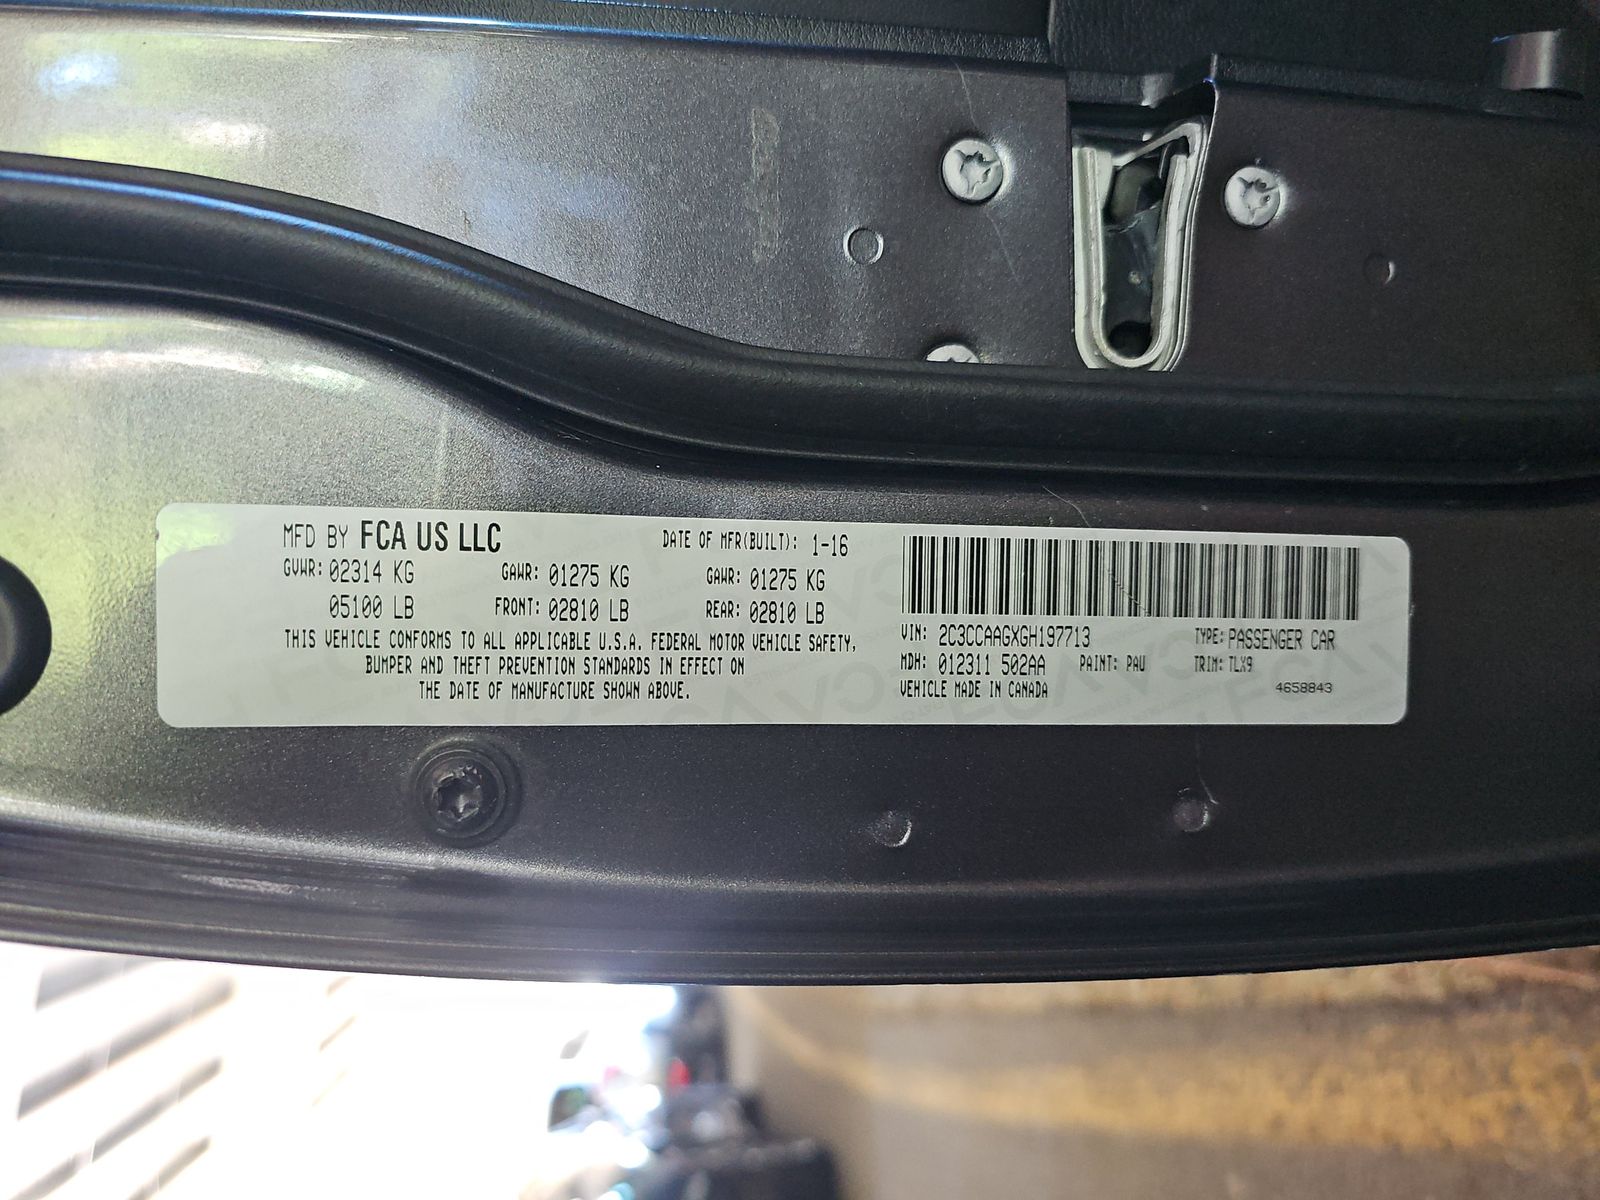 MFD BY FCA US LLC DATE OF MFR(BUILT): 1-16
GVWR: 02314 KG GAWR: 01275 KG GAWR: 01275 KG
05100 LB FRONT: 02810 LB REAR: 02810 LB
THIS VEHICLE CONFORMS TO ALL APPLICABLE U.S.A. FEDERAL MOTOR VEHICLE SAFETY,
BUMPER AND THEFT PREVENTION STANDARDS IN EFFECT ON
THE DATE OF MANUFACTURE SHOWN ABOVE.
VIN: 2C3CCAAGXGH197713 TYPE: PASSENGER CAR
MDH: 012311 502AA PAINT: PAU TRIM: TLX9
VEHICLE MADE IN CANADA 4658843